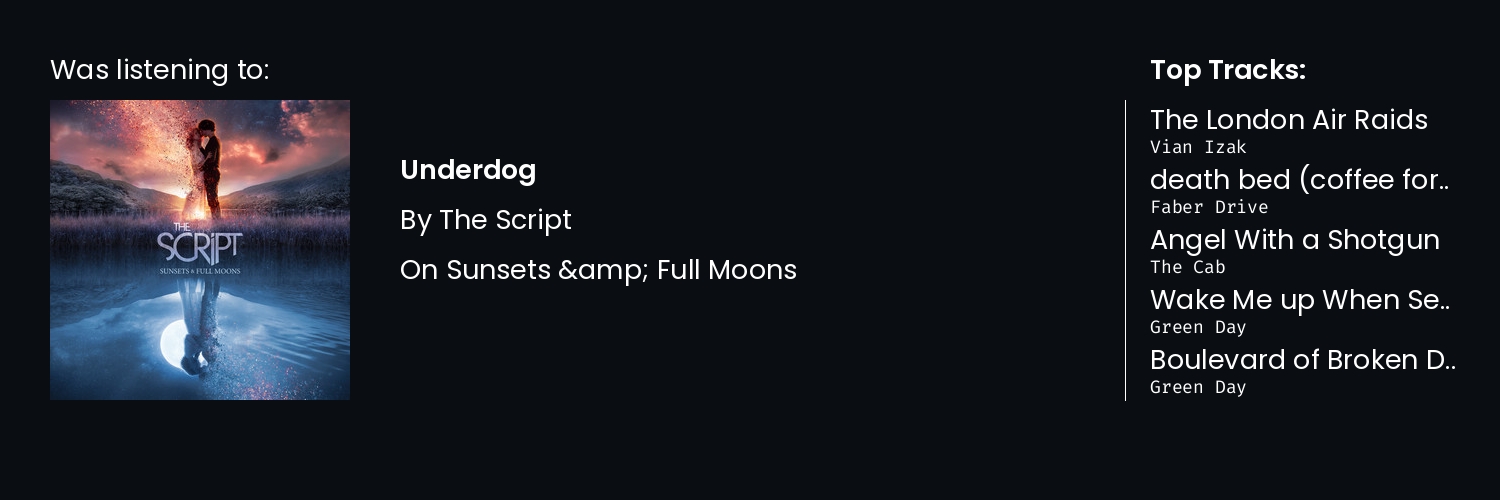 Was listening to:
THE
SCRIPT
SUNSETS & FULL MOONS
Underdog
By The Script
On Sunsets &amp; Full Moons
Top Tracks:
The London Air Raids
Vian Izak
death bed (coffee for..
Faber Drive
Angel With a Shotgun
The Cab
Wake Me up When Se..
Green Day
Boulevard of Broken D..
Green Day